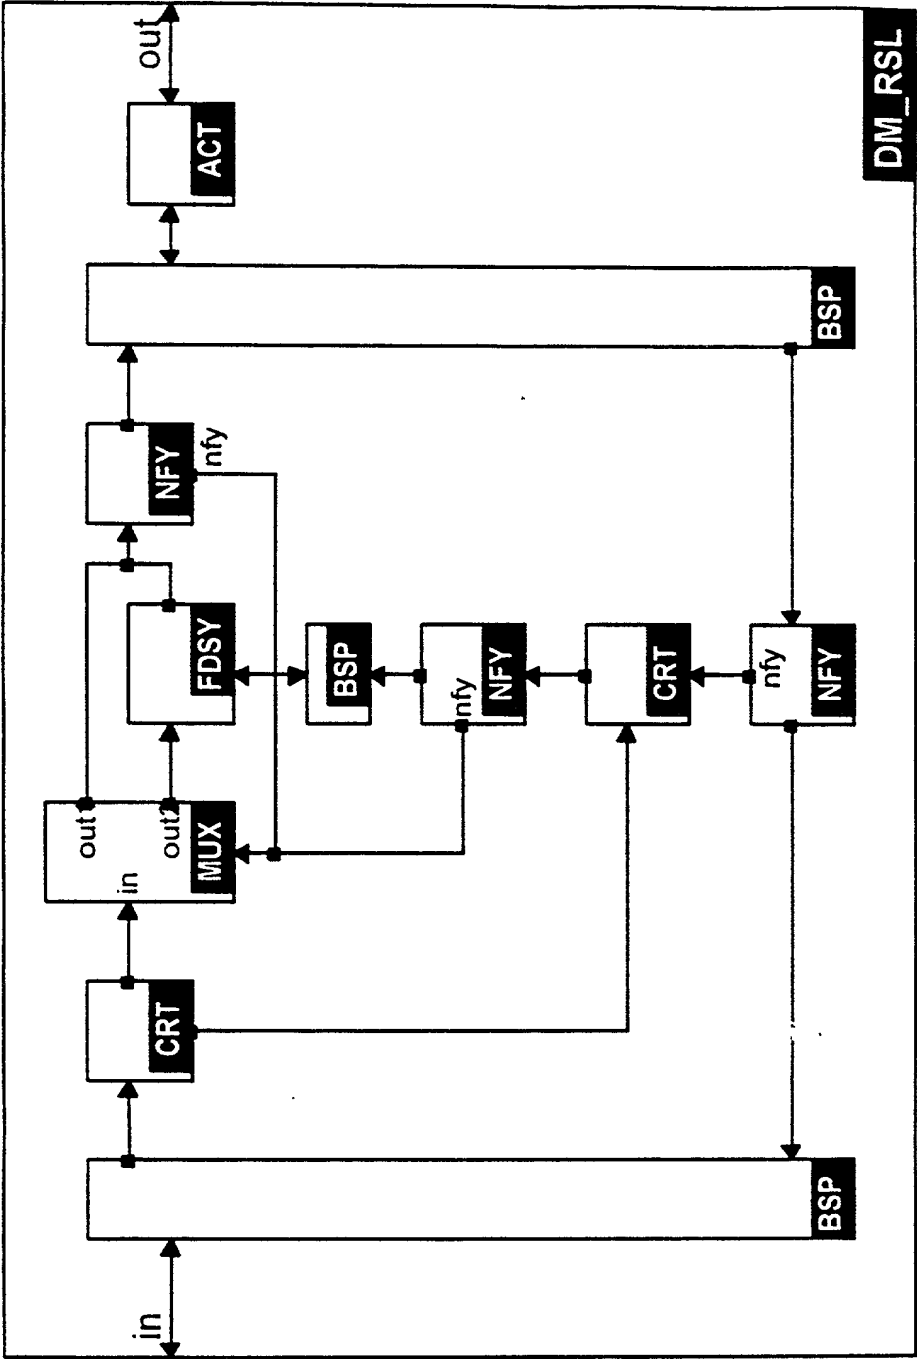 in
BSP
CRT
in
out1
out2
MUX
FDSY
NFY
nfy
BSP
nfy
NFY
CRT
nfy
NFY
BSP
ACT
out
DM_RSL